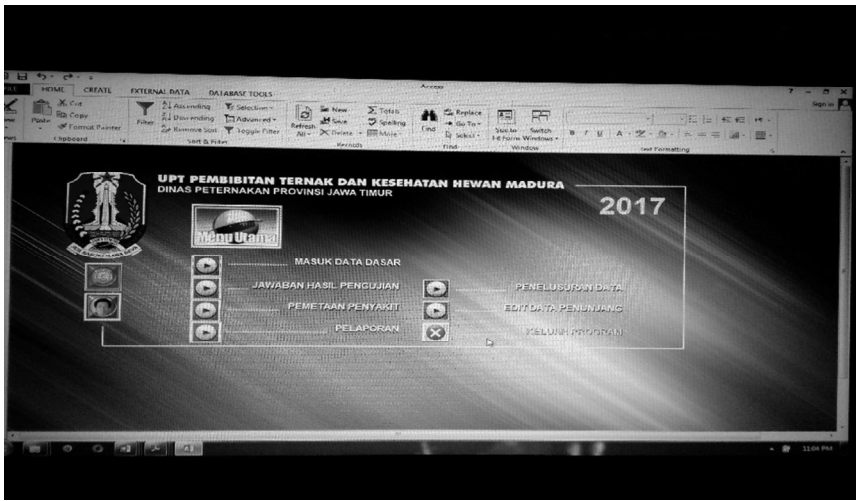 FILE HOME CREATE EXTERNAL DATA DATABASE TOOLS
Access
Sign in
Paste
Cut
Copy
Format Painter
Clipboard
Filter
Ascending
Descending
Remove Sort
Selection
Advanced
Toggle Filter
Sort & Filter
Refresh All
New
Save
Delete
Totals
Spelling
More
Records
Find
Replace
Go To
Select
Find
Size to Fit Form
Switch Windows
Window
B I U A
Text Formatting
UPT PEMBIBITAN TERNAK DAN KESEHATAN HEWAN MADURA
DINAS PETERNAKAN PROVINSI JAWA TIMUR
2017
Menu Utama
MASUK DATA DASAR
JAWABAN HASIL PENGUJIAN
PENELUSURAN DATA
PEMETAAN PENYAKIT
EDIT DATA PENUNJANG
PELAPORAN
KELUAR PROGRAM
11:04 PM